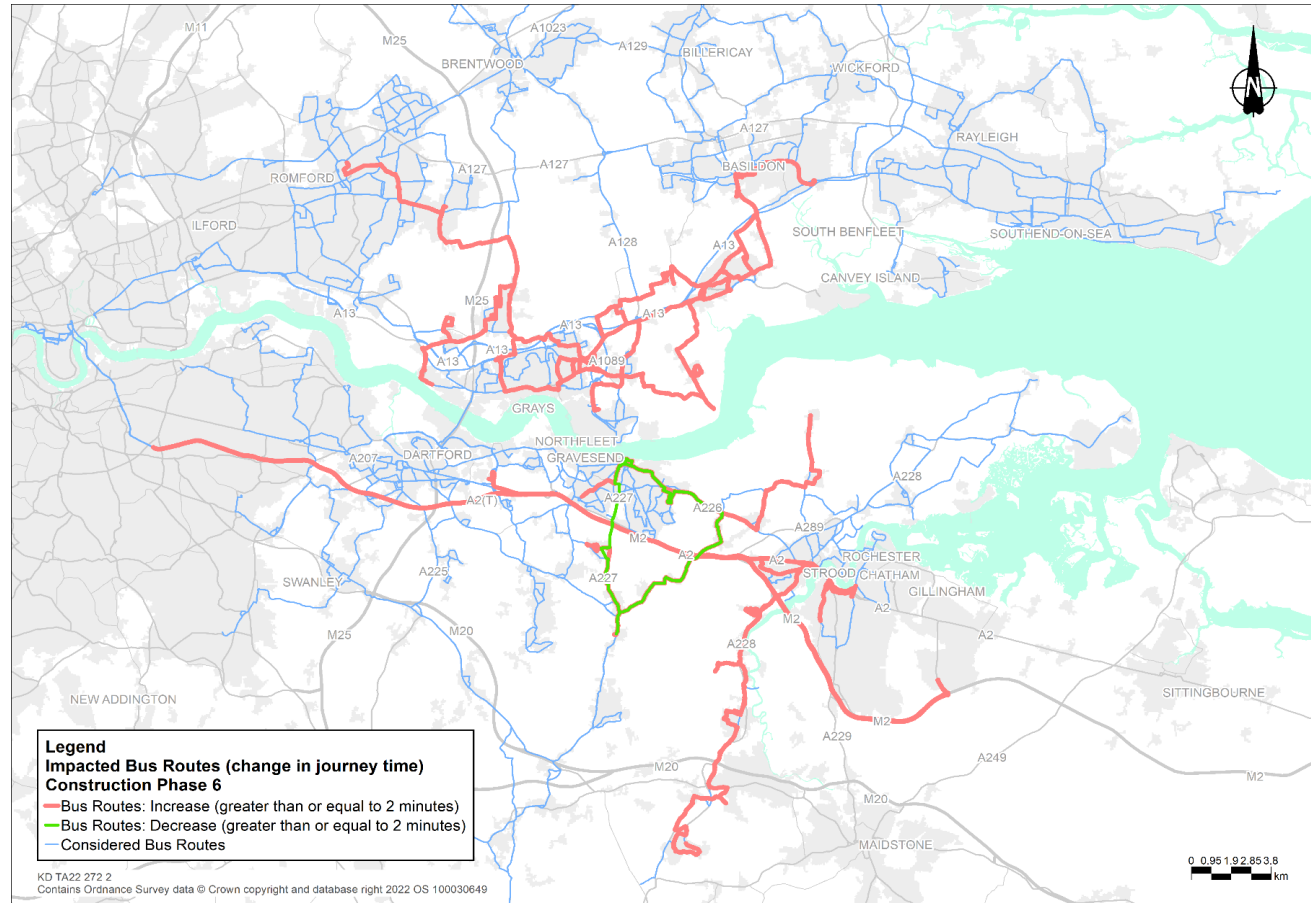 M11
M25
A1023
A129
BILLERICAY
BRENTWOOD
WICKFORD
N
A127
RAYLEIGH
A127
A127
BASILDON
ROMFORD
ILFORD
A128
A13
SOUTH BENFLEET
SOUTHEND-ON-SEA
CANVEY ISLAND
M25
A13
A13
A13
A13
A13
A1089
GRAYS
NORTHFLEET
GRAVESEND
A207
DARTFORD
A228
A2(T)
A227
A226
A289
M2
A2
A2
ROCHESTER
STROOD
CHATHAM
SWANLEY
A225
A227
GILLINGHAM
A2
M2
A2
M25
M20
A228
NEW ADDINGTON
SITTINGBOURNE
M2
A229
A249
M20
M2
M20
MAIDSTONE
Legend
Impacted Bus Routes (change in journey time)
Construction Phase 6
Bus Routes: Increase (greater than or equal to 2 minutes)
Bus Routes: Decrease (greater than or equal to 2 minutes)
Considered Bus Routes
KD TA22 272 2
Contains Ordnance Survey data © Crown copyright and database right 2022 OS 100030649
0 0.95 1.9 2.85 3.8
km